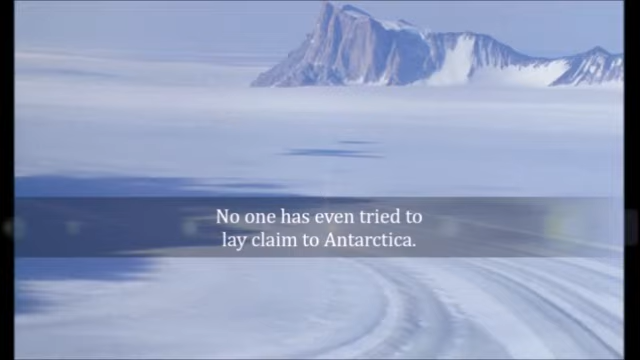 No one has even tried to
lay claim to Antarctica.